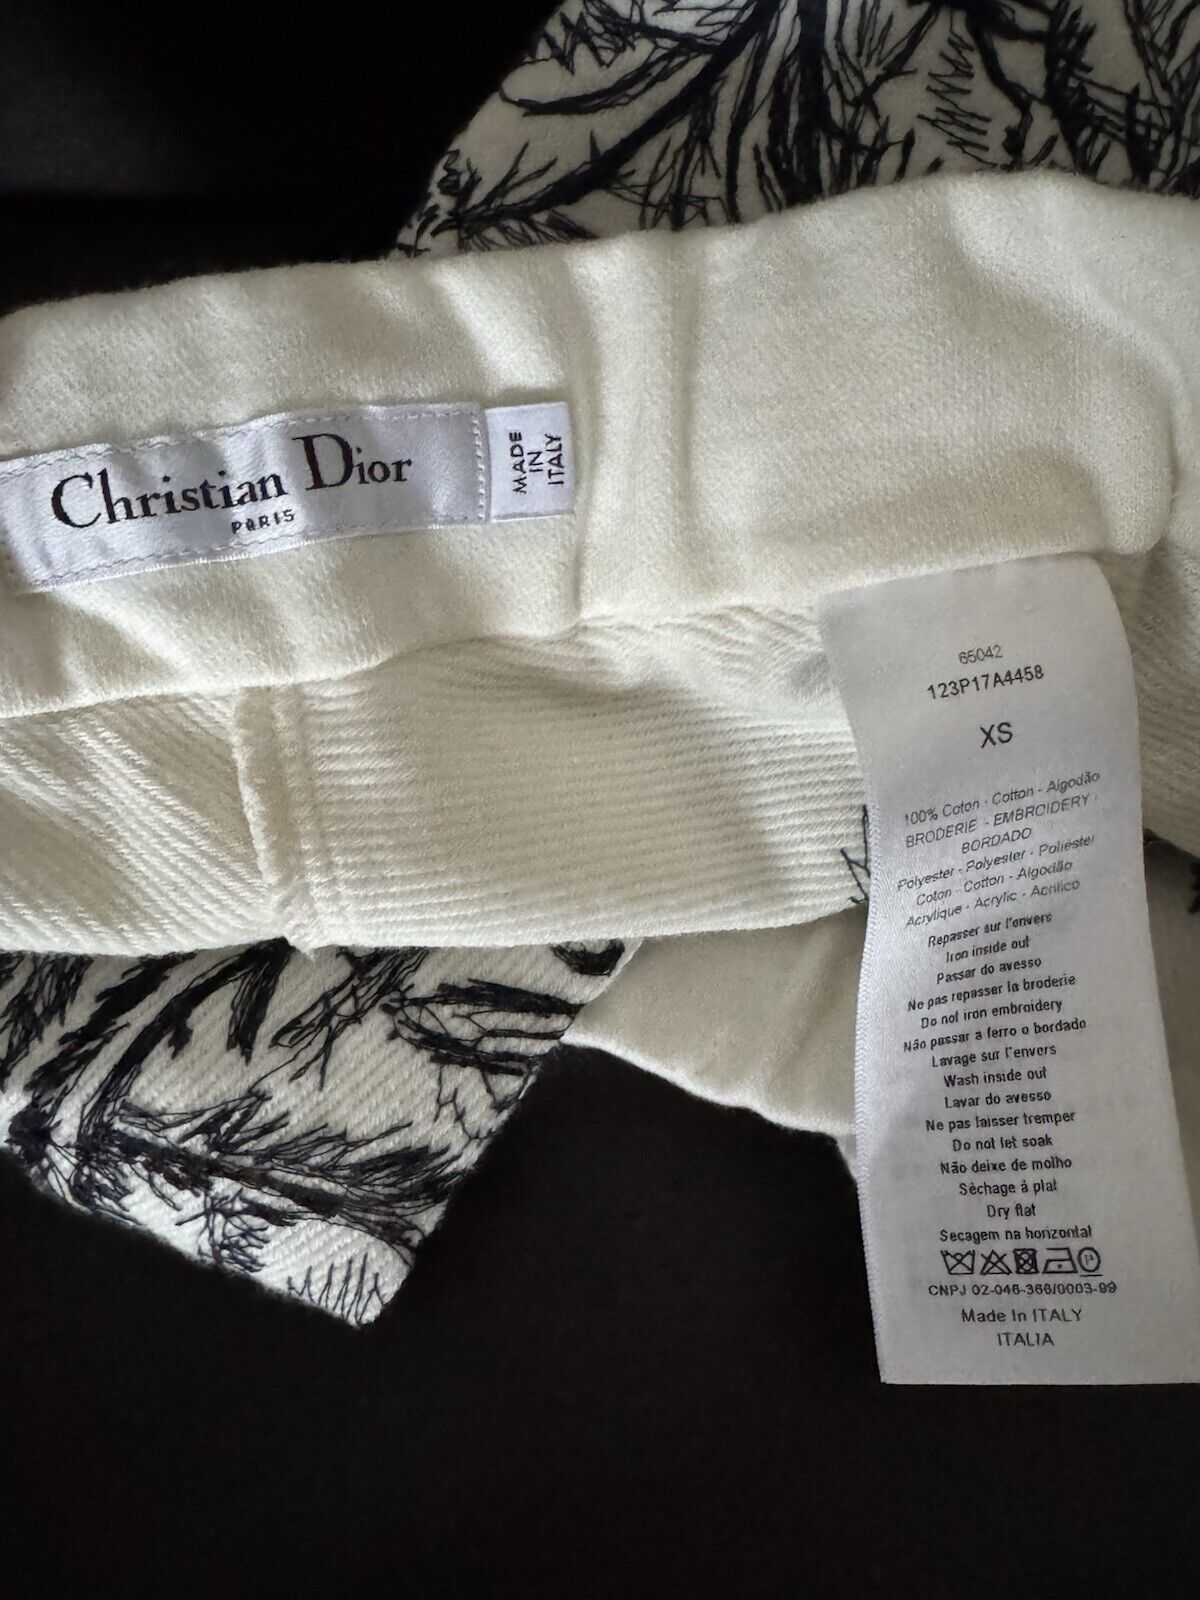 Christian Dior
PARIS
MADE
IN
ITALY
65042
123P17A4458
XS
100% Coton - Cotton - Algodão
BRODERIE - EMBROIDERY /
BORDADO
Polyester - Polyester - Poliéster
Coton - Cotton - Algodão
Acrylique - Acrylic - Acrílico
Repasser sur l'envers
Iron inside out
Passar do avesso
Ne pas repasser la broderie
Do not iron embroidery
Não passar a ferro o bordado
Lavage sur l'envers
Wash inside out
Lavar do avesso
Ne pas laisser tremper
Do not let soak
Não deixe de molho
Séchage à plat
Dry flat
Secagem na horizontal
CNPJ 02-046-366/0003-99
Made In ITALY
ITALIA